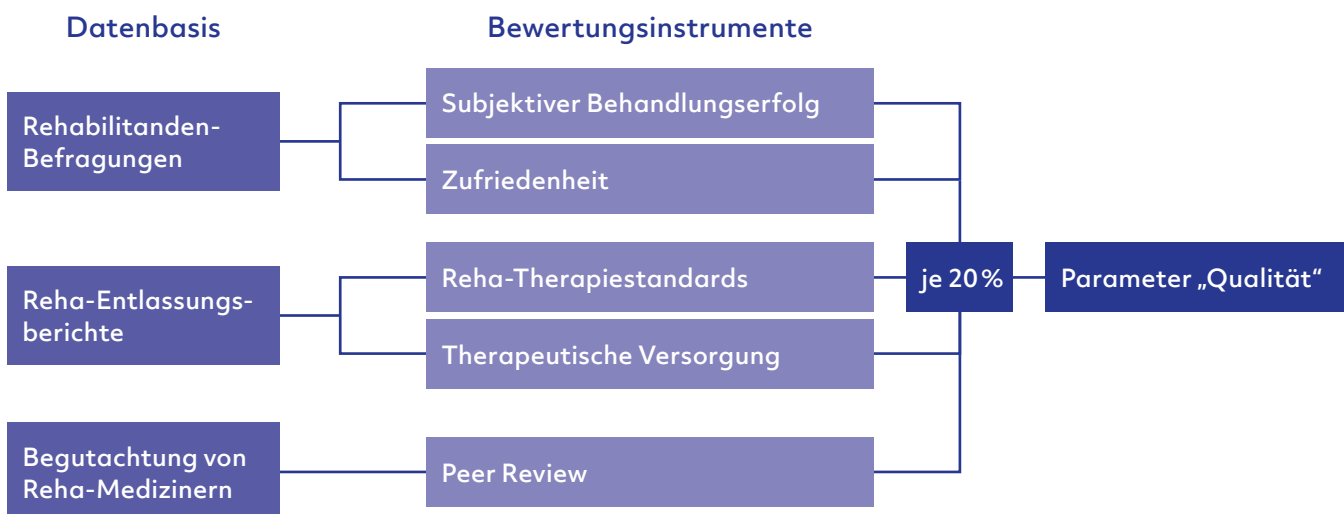 Datenbasis
Bewertungsinstrumente
Rehabilitanden-
Befragungen
Subjektiver Behandlungserfolg
Zufriedenheit
Reha-Entlassungs-
berichte
Reha-Therapiestandards
Therapeutische Versorgung
je 20 %
Parameter „Qualität“
Begutachtung von
Reha-Medizinern
Peer Review